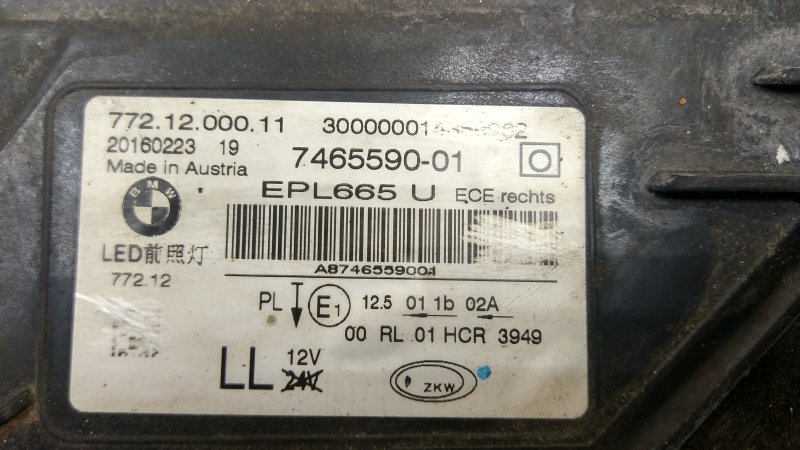 772.12.000.11
20160223 19 7465590-01
Made in Austria
EPL665 U ECE rechts
BMW
LED前照灯
A8746559001
772.12
PL E1 12.5 01 1b 02A
00 RL 01 HCR 3949
LL 12V
24V
ZKW